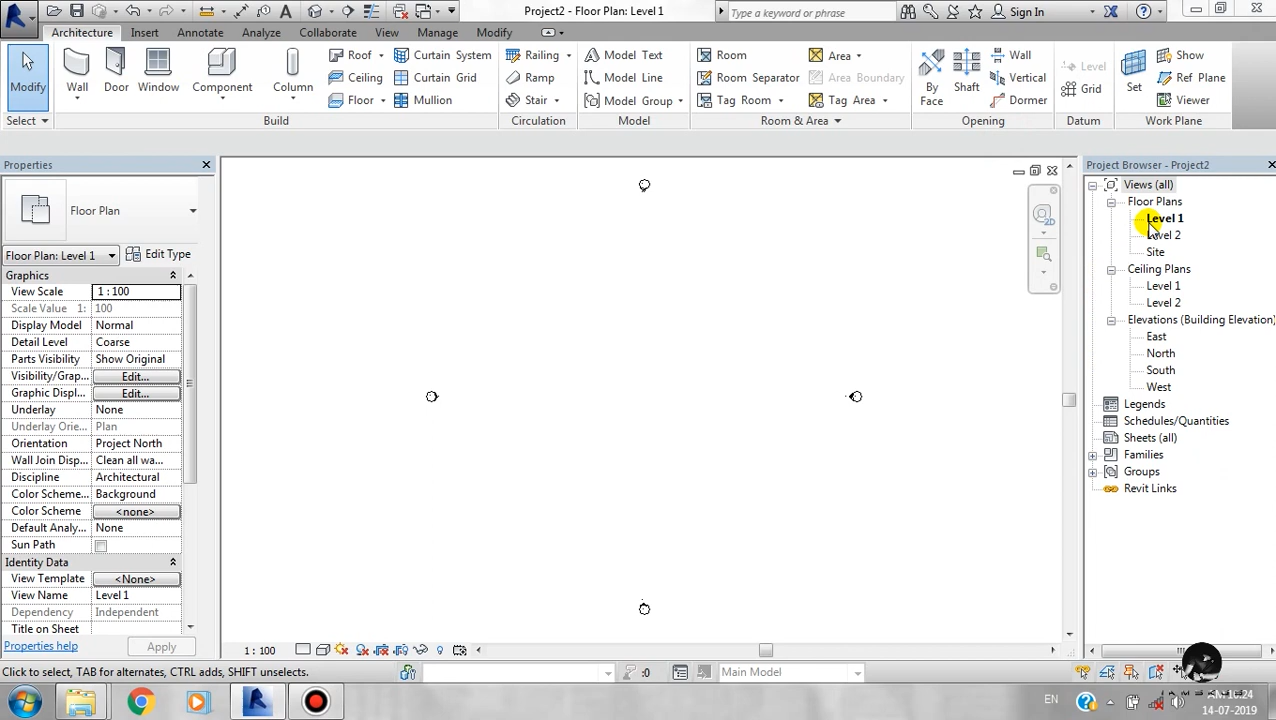 Project2 - Floor Plan: Level 1
Type a keyword or phrase
Sign In
Architecture Insert Annotate Analyze Collaborate View Manage Modify
Modify
Select
Wall Door Window Component Column
Roof
Ceiling
Floor
Curtain System
Curtain Grid
Mullion
Build
Railing
Ramp
Stair
Circulation
Model Text
Model Line
Model Group
Model
Room
Room Separator
Tag Room
Area
Area Boundary
Tag Area
Room & Area
By Face
Shaft
Wall
Vertical
Dormer
Opening
Level
Grid
Datum
Set
Show
Ref Plane
Viewer
Work Plane
Properties
Floor Plan
Floor Plan: Level 1 Edit Type
Graphics
View Scale 1 : 100
Scale Value 1: 100
Display Model Normal
Detail Level Coarse
Parts Visibility Show Original
Visibility/Grap... Edit...
Graphic Displ... Edit...
Underlay None
Underlay Orie... Plan
Orientation Project North
Wall Join Disp... Clean all wa...
Discipline Architectural
Color Scheme... Background
Color Scheme <none>
Default Analy... None
Sun Path
Identity Data
View Template <None>
View Name Level 1
Dependency Independent
Title on Sheet
Properties help Apply
2D
1 : 100
Project Browser - Project2
Views (all)
Floor Plans
Level 1
Level 2
Site
Ceiling Plans
Level 1
Level 2
Elevations (Building Elevation)
East
North
South
West
Legends
Schedules/Quantities
Sheets (all)
Families
Groups
Revit Links
Click to select, TAB for alternates, CTRL adds, SHIFT unselects.
:0
Main Model
EN
14-07-2019